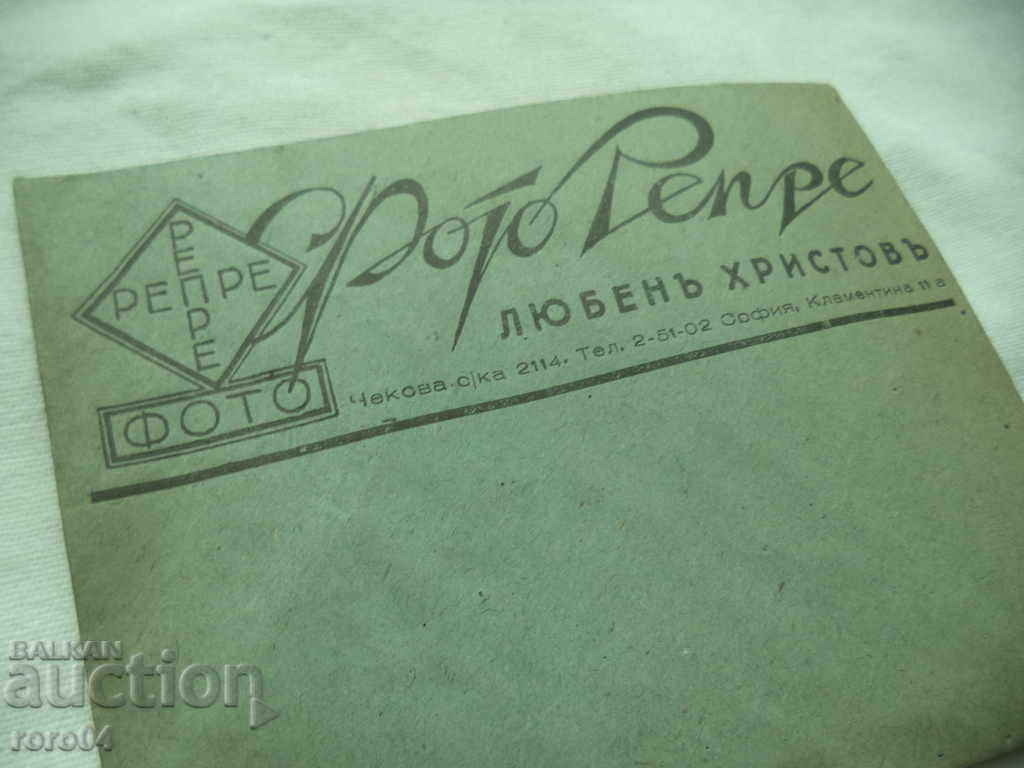 РЕПРЕ
РЕПРЕ
ФОТО
Фото Репре
ЛЮБЕНЪ ХРИСТОВЪ
Чекова с/ка 2114. Тел. 2-51-02 София, Клементина 11 а
BALKAN
auction
roro04